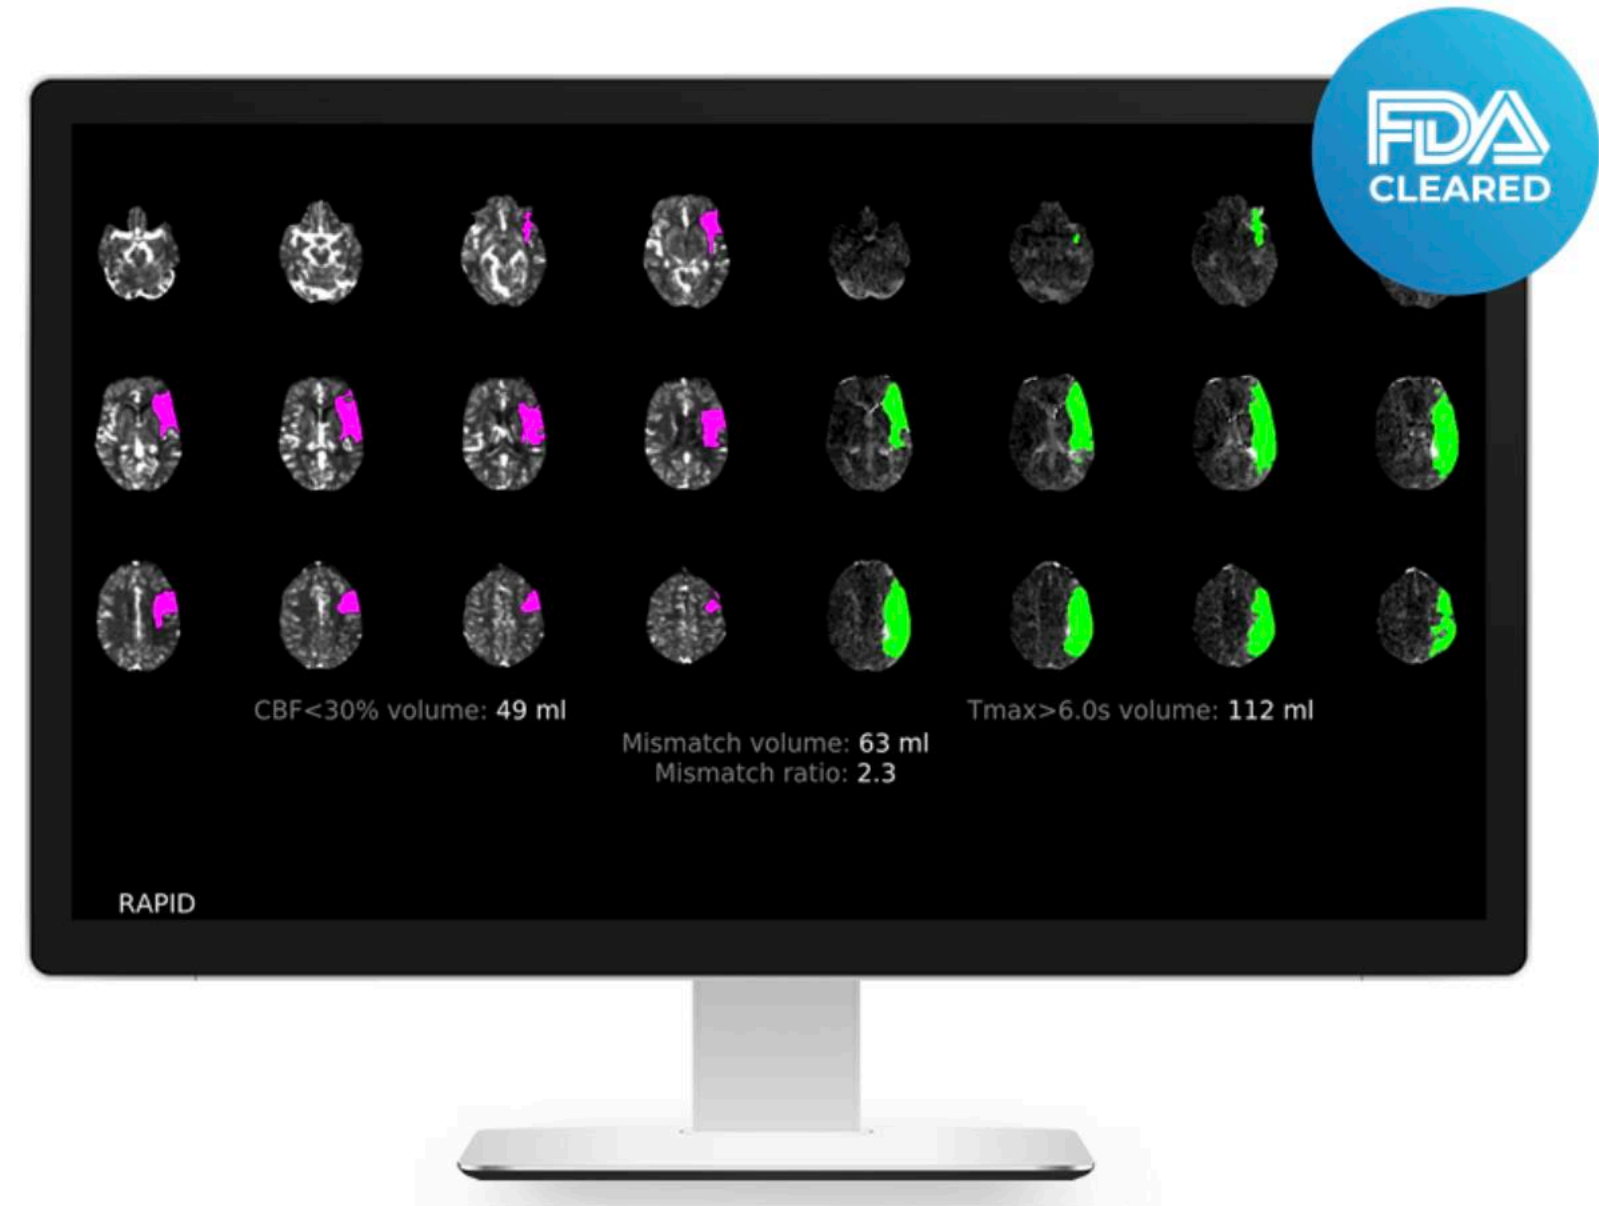 FDA
CLEARED
CBF<30% volume: 49 ml
Tmax>6.0s volume: 112 ml
Mismatch volume: 63 ml
Mismatch ratio: 2.3
RAPID